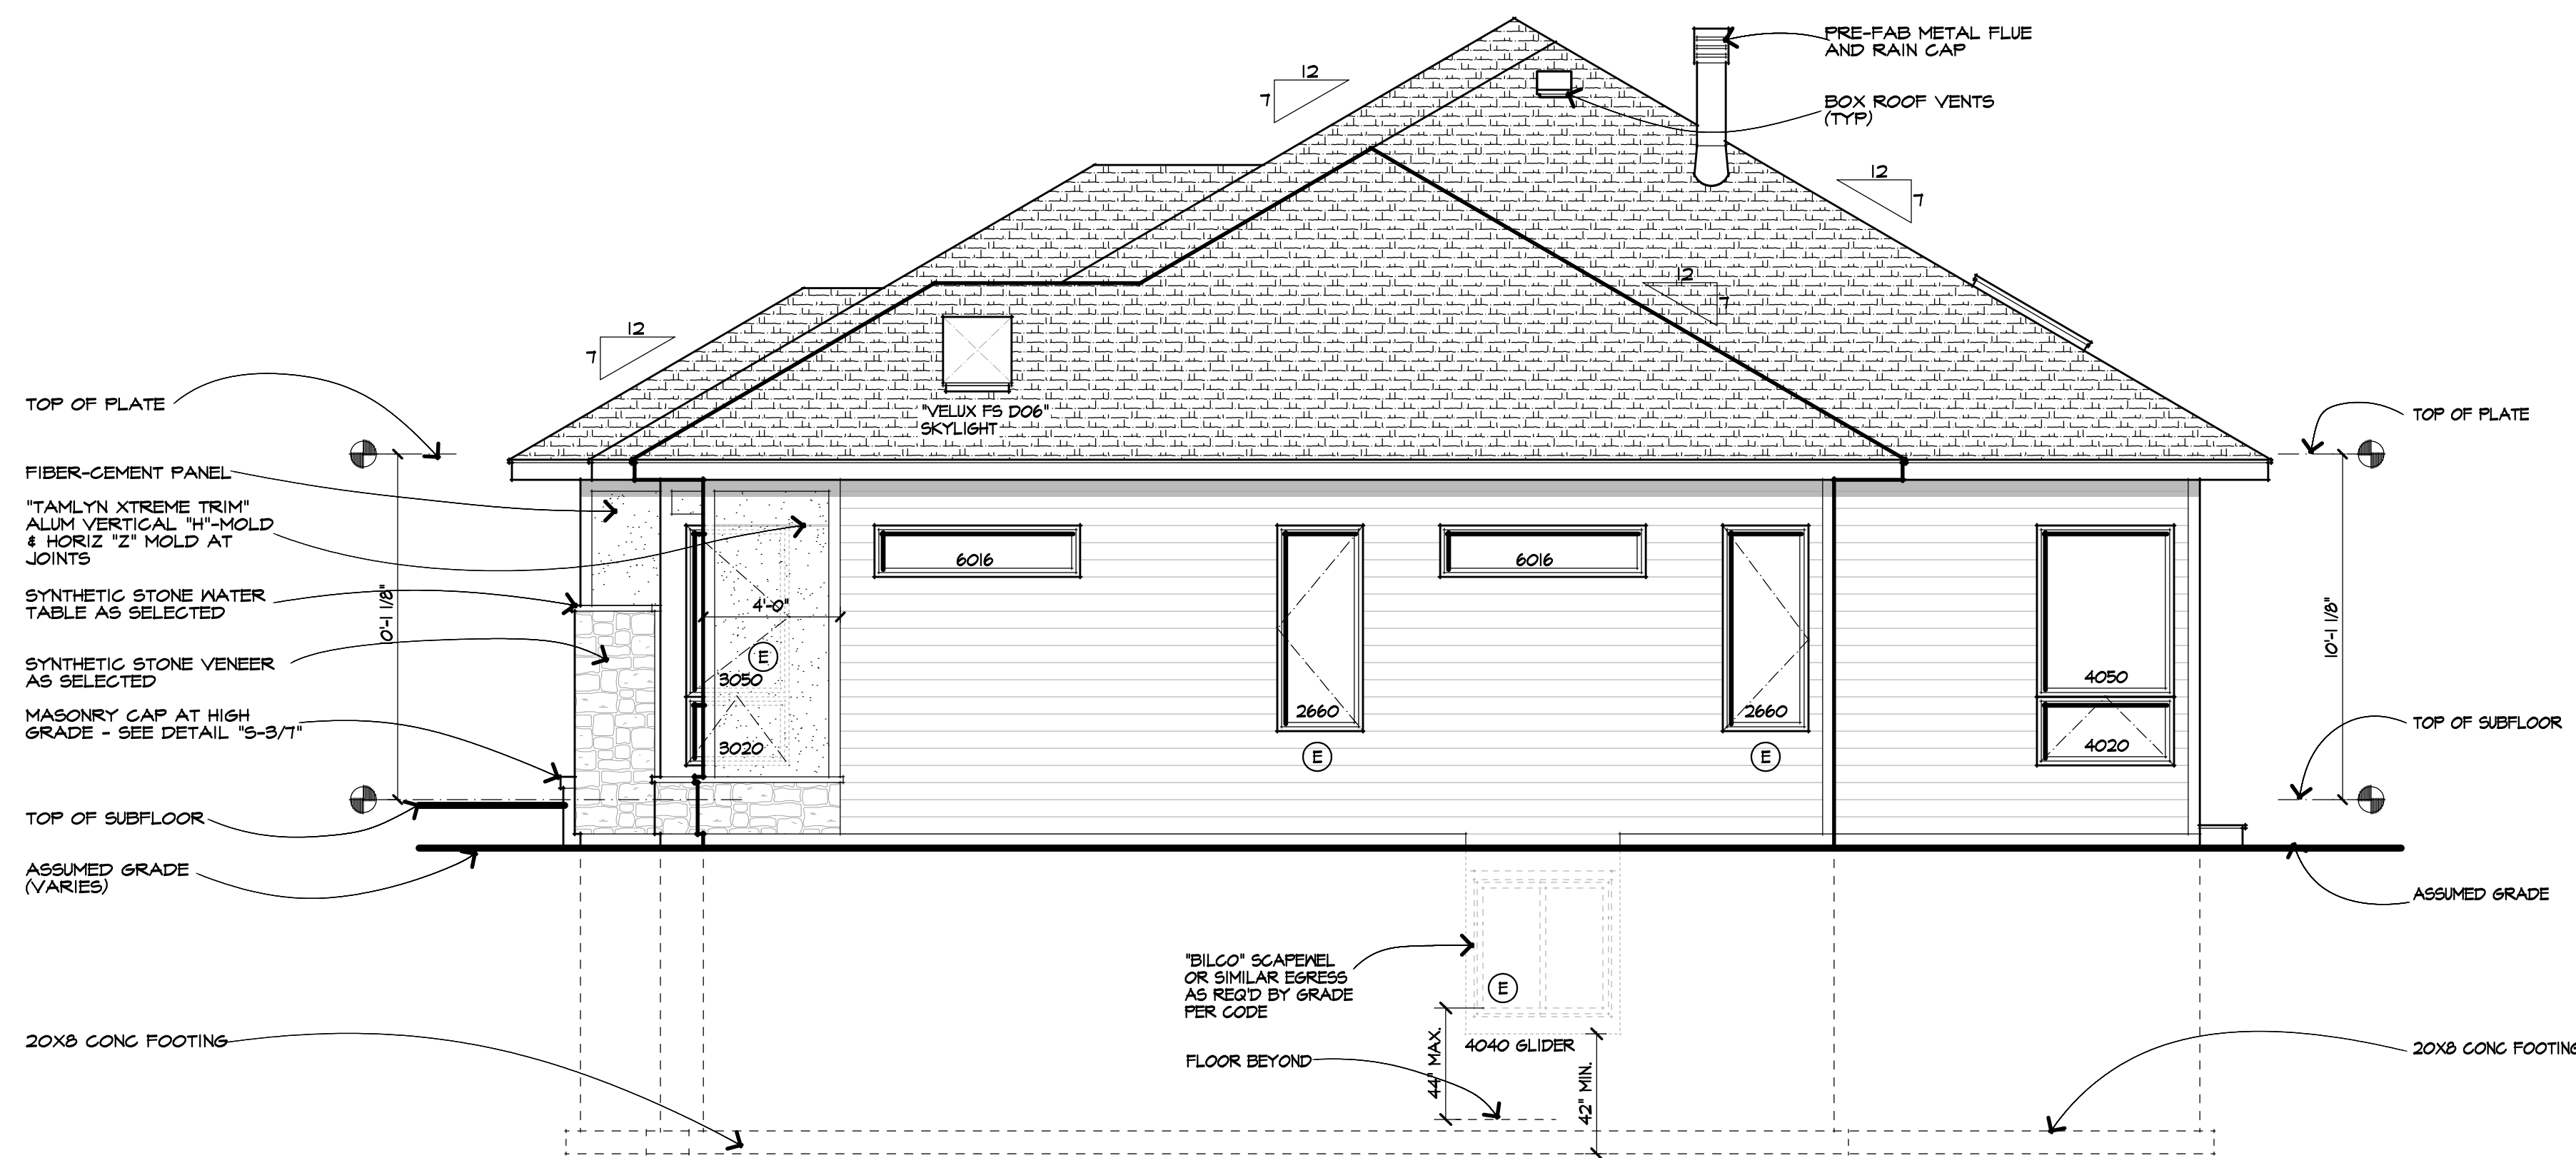 PRE-FAB METAL FLUE
AND RAIN CAP
12
7
BOX ROOF VENTS
(TYP)
12
7
12
7
12
7
"VELUX FS D06"
SKYLIGHT
TOP OF PLATE
FIBER-CEMENT PANEL
"TAMLYN XTREME TRIM"
ALUM VERTICAL "H"-MOLD
& HORIZ "Z" MOLD AT
JOINTS
SYNTHETIC STONE WATER
TABLE AS SELECTED
SYNTHETIC STONE VENEER
AS SELECTED
MASONRY CAP AT HIGH
GRADE - SEE DETAIL "S-3/7"
TOP OF SUBFLOOR
ASSUMED GRADE
(VARIES)
20X8 CONC FOOTING
0'-1 1/8"
4'-0"
E
3050
3020
6016
2660
E
6016
2660
E
4050
4020
10'-1 1/8"
TOP OF PLATE
TOP OF SUBFLOOR
ASSUMED GRADE
20X8 CONC FOOTING
"BILCO" SCAPEWEL
OR SIMILAR EGRESS
AS REQ'D BY GRADE
PER CODE
E
4040 GLIDER
FLOOR BEYOND
44" MAX.
42" MIN.